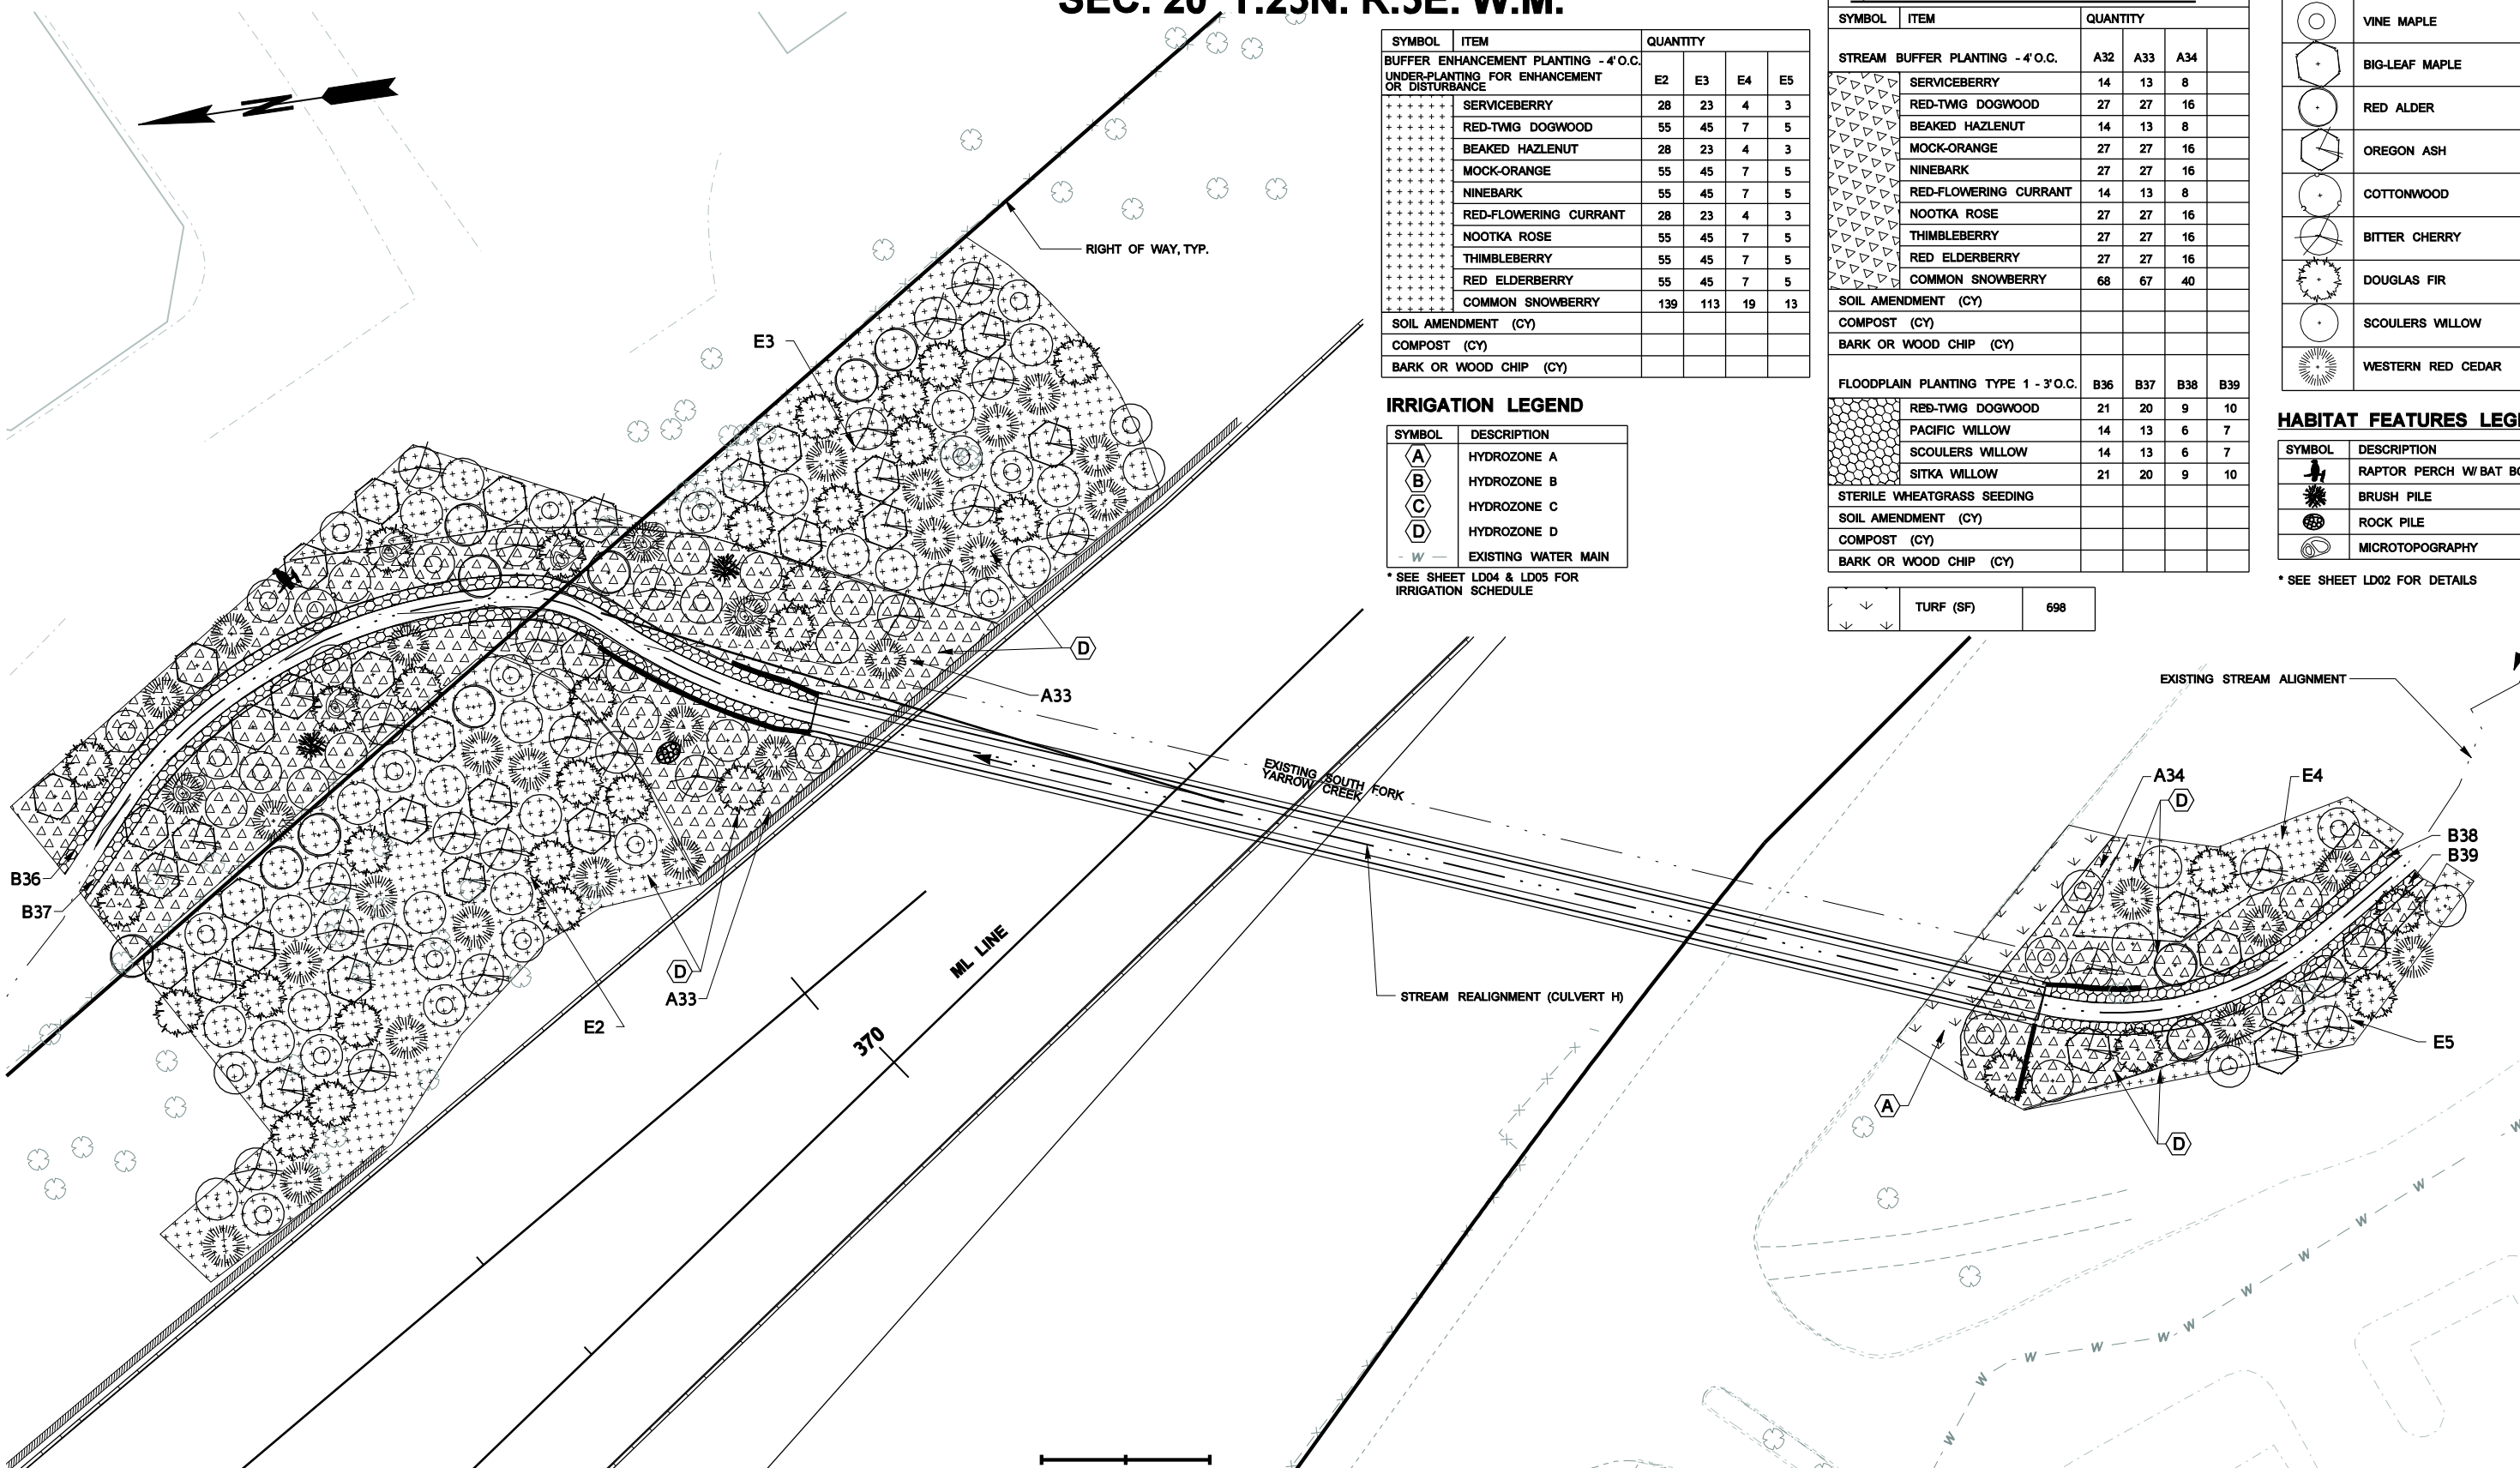 SEC. 20 T.25N. R.5E. W.M.
N
RIGHT OF WAY, TYP.
E3
D
A33
B36
B37
D
A33
E2
ML LINE
370
EXISTING SOUTH FORK
YARROW CREEK
STREAM REALIGNMENT (CULVERT H)
EXISTING STREAM ALIGNMENT
A34
D
E4
B38
B39
E5
A
D
W
W
W
W
W
W
W
W
W
W
W
W
SYMBOL ITEM QUANTITY
BUFFER ENHANCEMENT PLANTING - 4' O.C.
UNDER-PLANTING FOR ENHANCEMENT
OR DISTURBANCE
E2 E3 E4 E5
SERVICEBERRY 28 23 4 3
RED-TWIG DOGWOOD 55 45 7 5
BEAKED HAZLENUT 28 23 4 3
MOCK-ORANGE 55 45 7 5
NINEBARK 55 45 7 5
RED-FLOWERING CURRANT 28 23 4 3
NOOTKA ROSE 55 45 7 5
THIMBLEBERRY 55 45 7 5
RED ELDERBERRY 55 45 7 5
COMMON SNOWBERRY 139 113 19 13
SOIL AMENDMENT (CY)
COMPOST (CY)
BARK OR WOOD CHIP (CY)
IRRIGATION LEGEND
SYMBOL DESCRIPTION
A HYDROZONE A
B HYDROZONE B
C HYDROZONE C
D HYDROZONE D
- W - EXISTING WATER MAIN
* SEE SHEET LD04 & LD05 FOR
IRRIGATION SCHEDULE
SYMBOL ITEM QUANTITY
STREAM BUFFER PLANTING - 4' O.C. A32 A33 A34
SERVICEBERRY 14 13 8
RED-TWIG DOGWOOD 27 27 16
BEAKED HAZLENUT 14 13 8
MOCK-ORANGE 27 27 16
NINEBARK 27 27 16
RED-FLOWERING CURRANT 14 13 8
NOOTKA ROSE 27 27 16
THIMBLEBERRY 27 27 16
RED ELDERBERRY 27 27 16
COMMON SNOWBERRY 68 67 40
SOIL AMENDMENT (CY)
COMPOST (CY)
BARK OR WOOD CHIP (CY)
FLOODPLAIN PLANTING TYPE 1 - 3' O.C. B36 B37 B38 B39
RED-TWIG DOGWOOD 21 20 9 10
PACIFIC WILLOW 14 13 6 7
SCOULERS WILLOW 14 13 6 7
SITKA WILLOW 21 20 9 10
STERILE WHEATGRASS SEEDING
SOIL AMENDMENT (CY)
COMPOST (CY)
BARK OR WOOD CHIP (CY)
TURF (SF) 698
VINE MAPLE
BIG-LEAF MAPLE
RED ALDER
OREGON ASH
COTTONWOOD
BITTER CHERRY
DOUGLAS FIR
SCOULERS WILLOW
WESTERN RED CEDAR
HABITAT FEATURES LEG
SYMBOL DESCRIPTION
RAPTOR PERCH W/ BAT BO
BRUSH PILE
ROCK PILE
MICROTOPOGRAPHY
* SEE SHEET LD02 FOR DETAILS